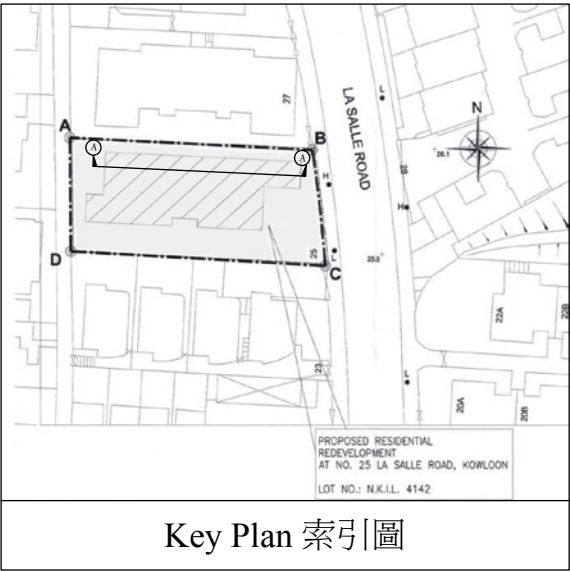 27
L
LA SALLE ROAD
N
A
B
A
A
26.1
28
H
H
D
25
L
C
25.8
22A
22B
23
L
20A
20B
PROPOSED RESIDENTIAL
REDEVELOPMENT
AT NO. 25 LA SALLE ROAD, KOWLOON
LOT NO.: N.K.I.L. 4142
Key Plan 索引圖